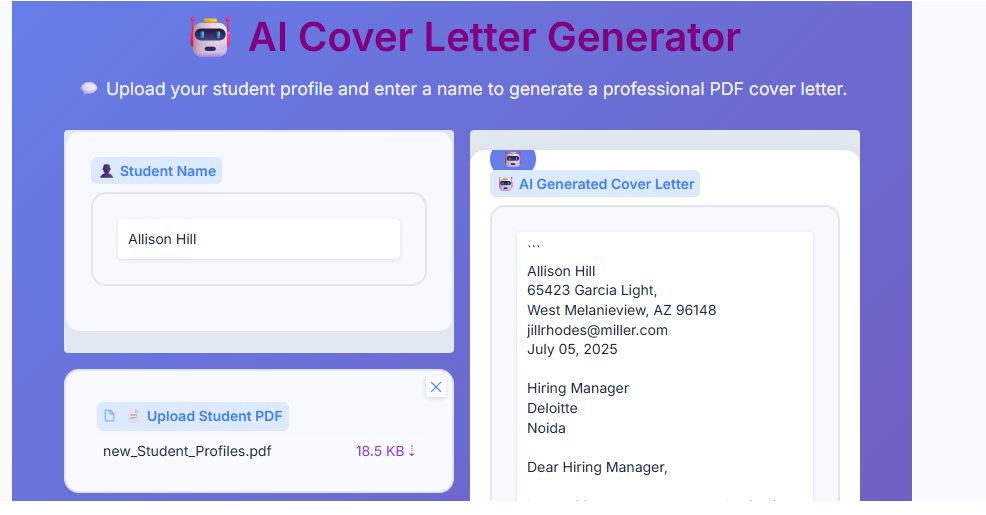 AI Cover Letter Generator
Upload your student profile and enter a name to generate a professional PDF cover letter.
Student Name
Allison Hill
Upload Student PDF
new_Student_Profiles.pdf
18.5 KB ⇣
AI Generated Cover Letter
```
Allison Hill
65423 Garcia Light,
West Melanieview, AZ 96148
jillrhodes@miller.com
July 05, 2025
Hiring Manager
Deloitte
Noida
Dear Hiring Manager,